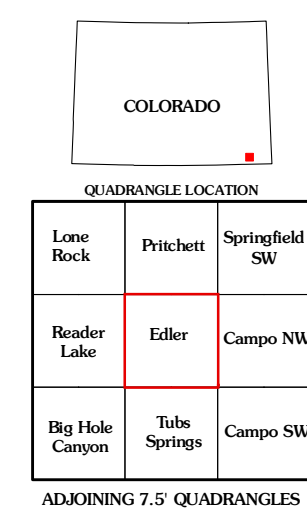 COLORADO
QUADRANGLE LOCATION
Lone
Rock
Pritchett
Springfield
SW
Reader
Lake
Edler
Campo NW
Big Hole
Canyon
Tubs
Springs
Campo SW
ADJOINING 7.5' QUADRANGLES